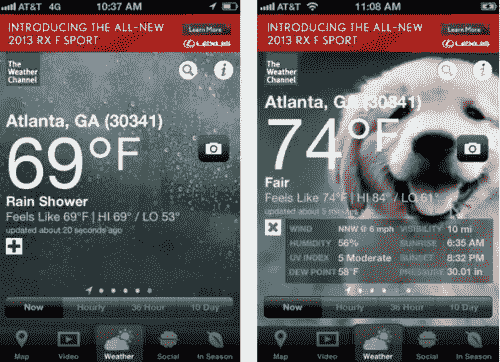 AT&T 4G 10:37 AM
INTRODUCING THE ALL-NEW
2013 RX F SPORT
Learn More
LEXUS
The
Weather
Channel
i
Atlanta, GA (30341)
69°F
Rain Shower
Feels Like 69°F | HI 69° / LO 53°
updated about 20 seconds ago
Now Hourly 36 Hour 10 Day
Map Video Weather Social In Season
AT&T 11:08 AM
INTRODUCING THE ALL-NEW
2013 RX F SPORT
Learn More
LEXUS
The
Weather
Channel
i
Atlanta, GA (30341)
74°F
Fair
Feels Like 74°F | HI 84° / LO 51°
updated about 5 minutes
WIND NNW @ 6 mph VISIBILITY 10 mi
HUMIDITY 56% SUNRISE 6:35 AM
UV INDEX 5 Moderate SUNSET 8:32 PM
DEW POINT 58°F PRESSURE 30.01 in
Now Hourly 36 Hour 10 Day
Map Video Weather Social In Season